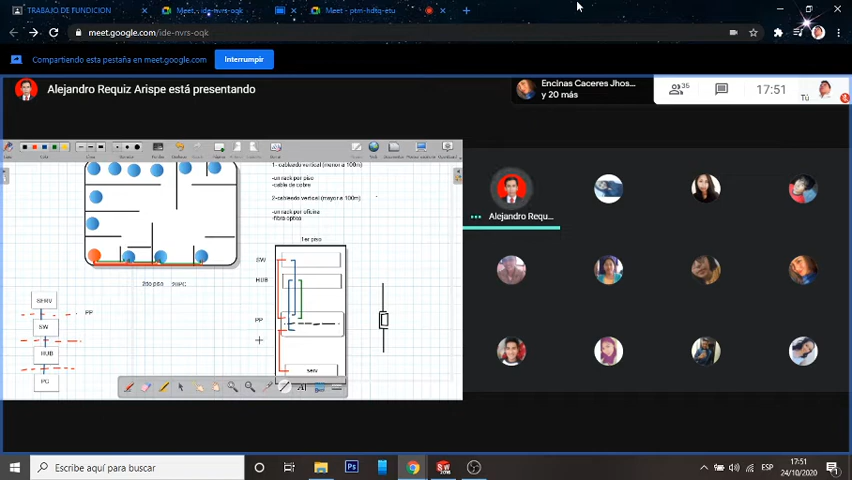 TRABAJO DE FUNDICION
Meet - ide-nvrs-oqk
Meet – ptm-hdtq-etu
meet.google.com/ide-nvrs-oqk
Compartiendo esta pestaña en meet.google.com
Interrumpir
Alejandro Requiz Arispe está presentando
Encinas Caceres Jhos...
y 20 más
36
17:51
Tú
1- cableado vertical (menor a 100m)
-un rack por piso
-cable de cobre
2-cableado vertical (mayor a 100m)
-un rack por oficina
-fibra optica
1er piso
SW
HUB
PP
serv
SERV
PP
SW
HUB
PC
Alejandro Requ...
Escribe aquí para buscar
ESP
17:51
24/10/2020